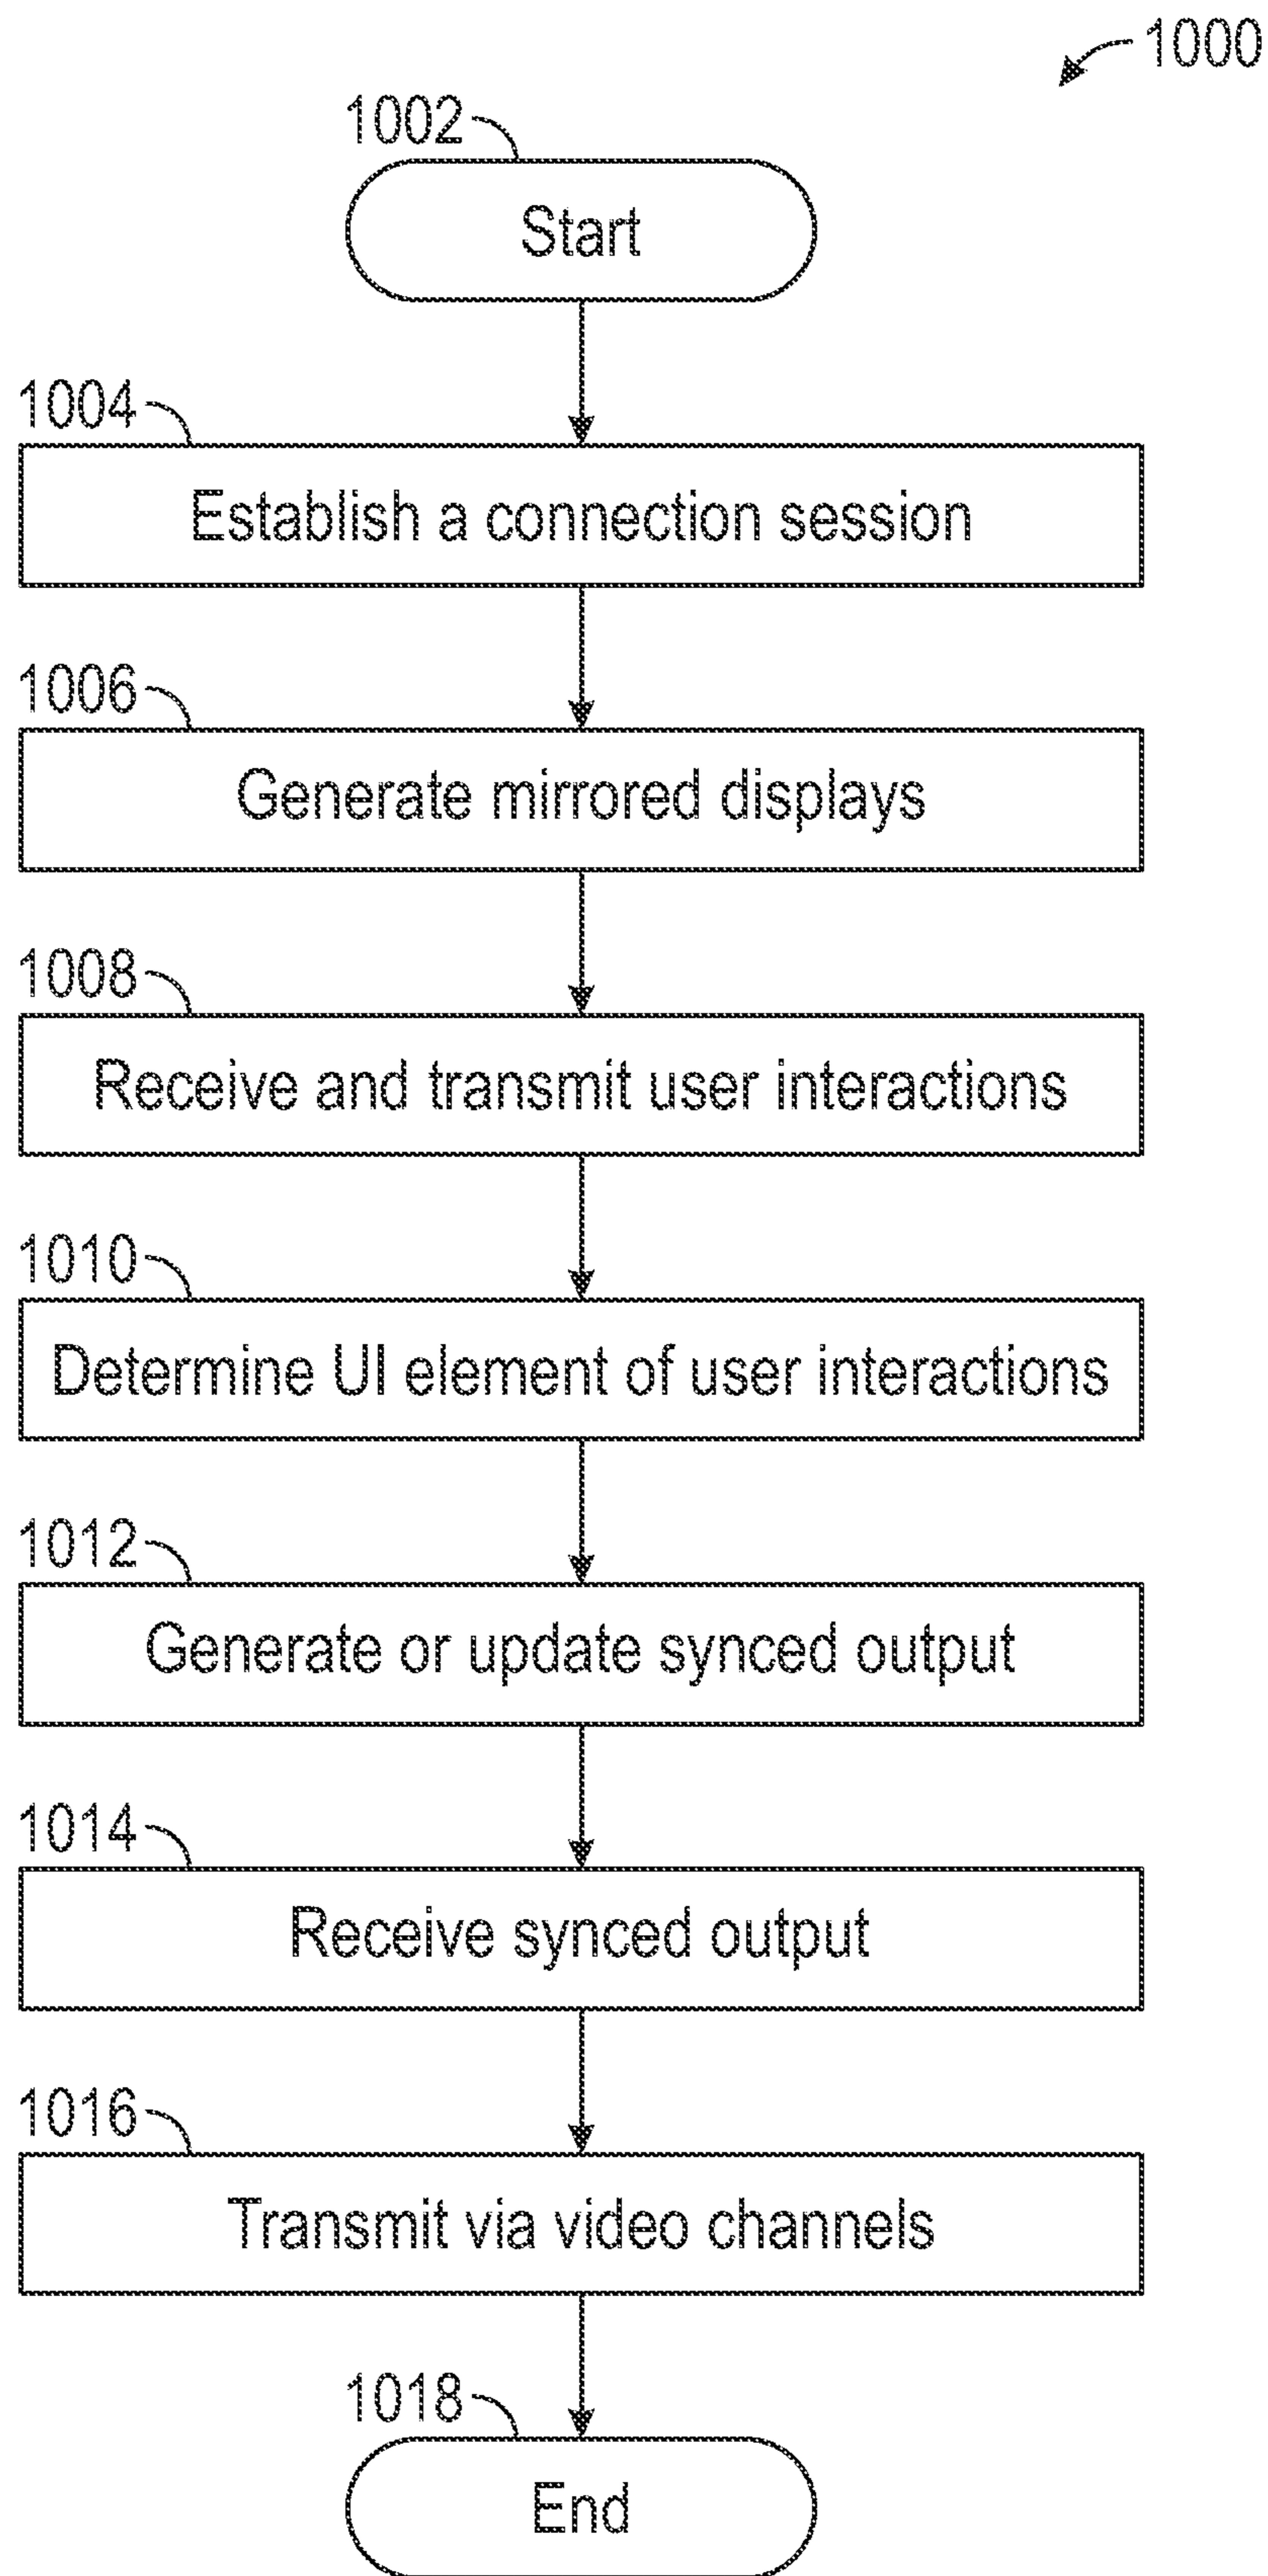 1000
1002
Start
1004
Establish a connection session
1006
Generate mirrored displays
1008
Receive and transmit user interactions
1010
Determine UI element of user interactions
1012
Generate or update synced output
1014
Receive synced output
1016
Transmit via video channels
1018
End